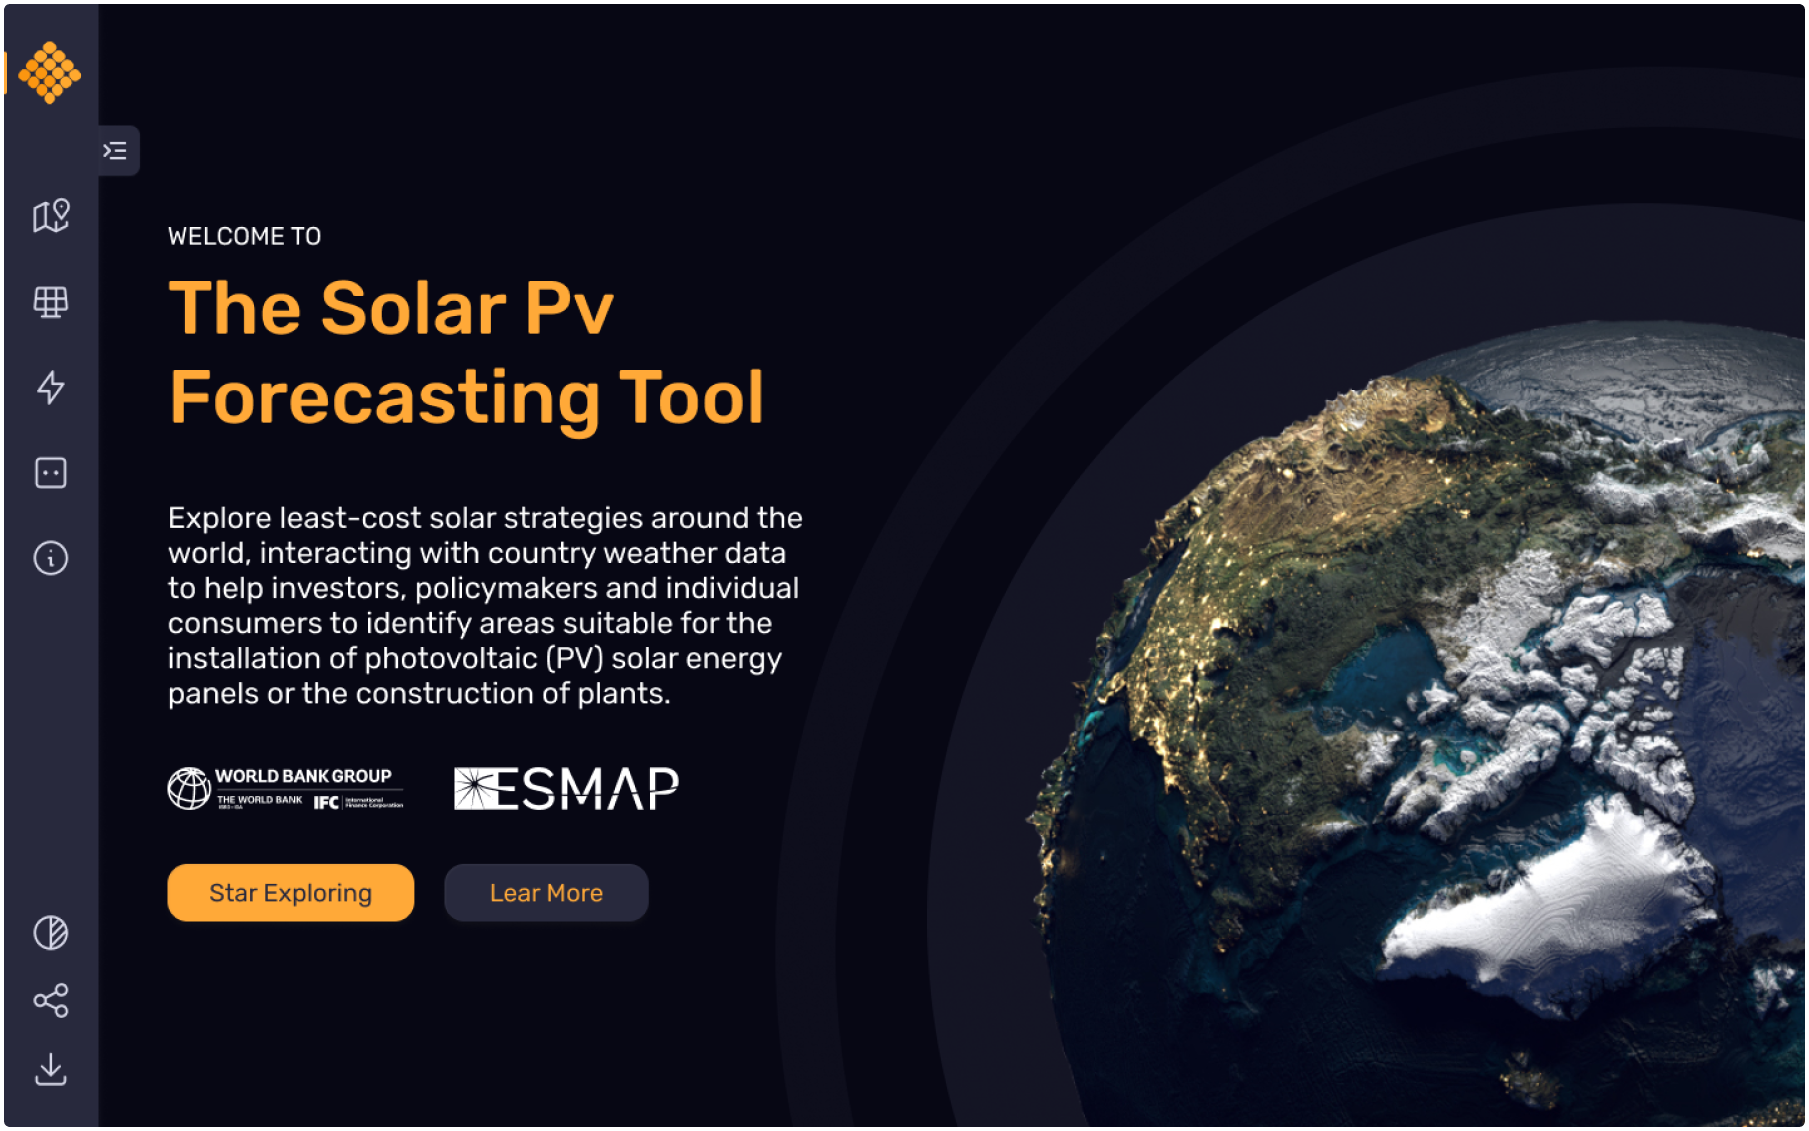 WELCOME TO
The Solar Pv
Forecasting Tool
Explore least-cost solar strategies around the
world, interacting with country weather data
to help investors, policymakers and individual
consumers to identify areas suitable for the
installation of photovoltaic (PV) solar energy
panels or the construction of plants.
WORLD BANK GROUP
THE WORLD BANK
IBRD • IDA
IFC
International
Finance Corporation
ESMAP
Star Exploring
Lear More